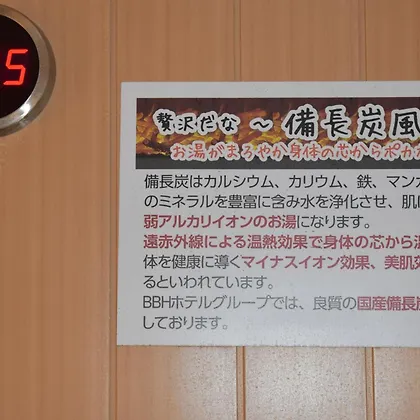 5
贅沢だな ~ 備長炭風
お湯がまろやか身体の芯からポカ
備長炭はカルシウム、カリウム、鉄、マンガ
のミネラルを豊富に含み水を浄化させ、肌に
弱アルカリイオンのお湯になります。
遠赤外線による温熱効果で身体の芯から温
体を健康に導くマイナスイオン効果、美肌効
るといわれています。
BBHホテルグループでは、良質の国産備長炭
しております。